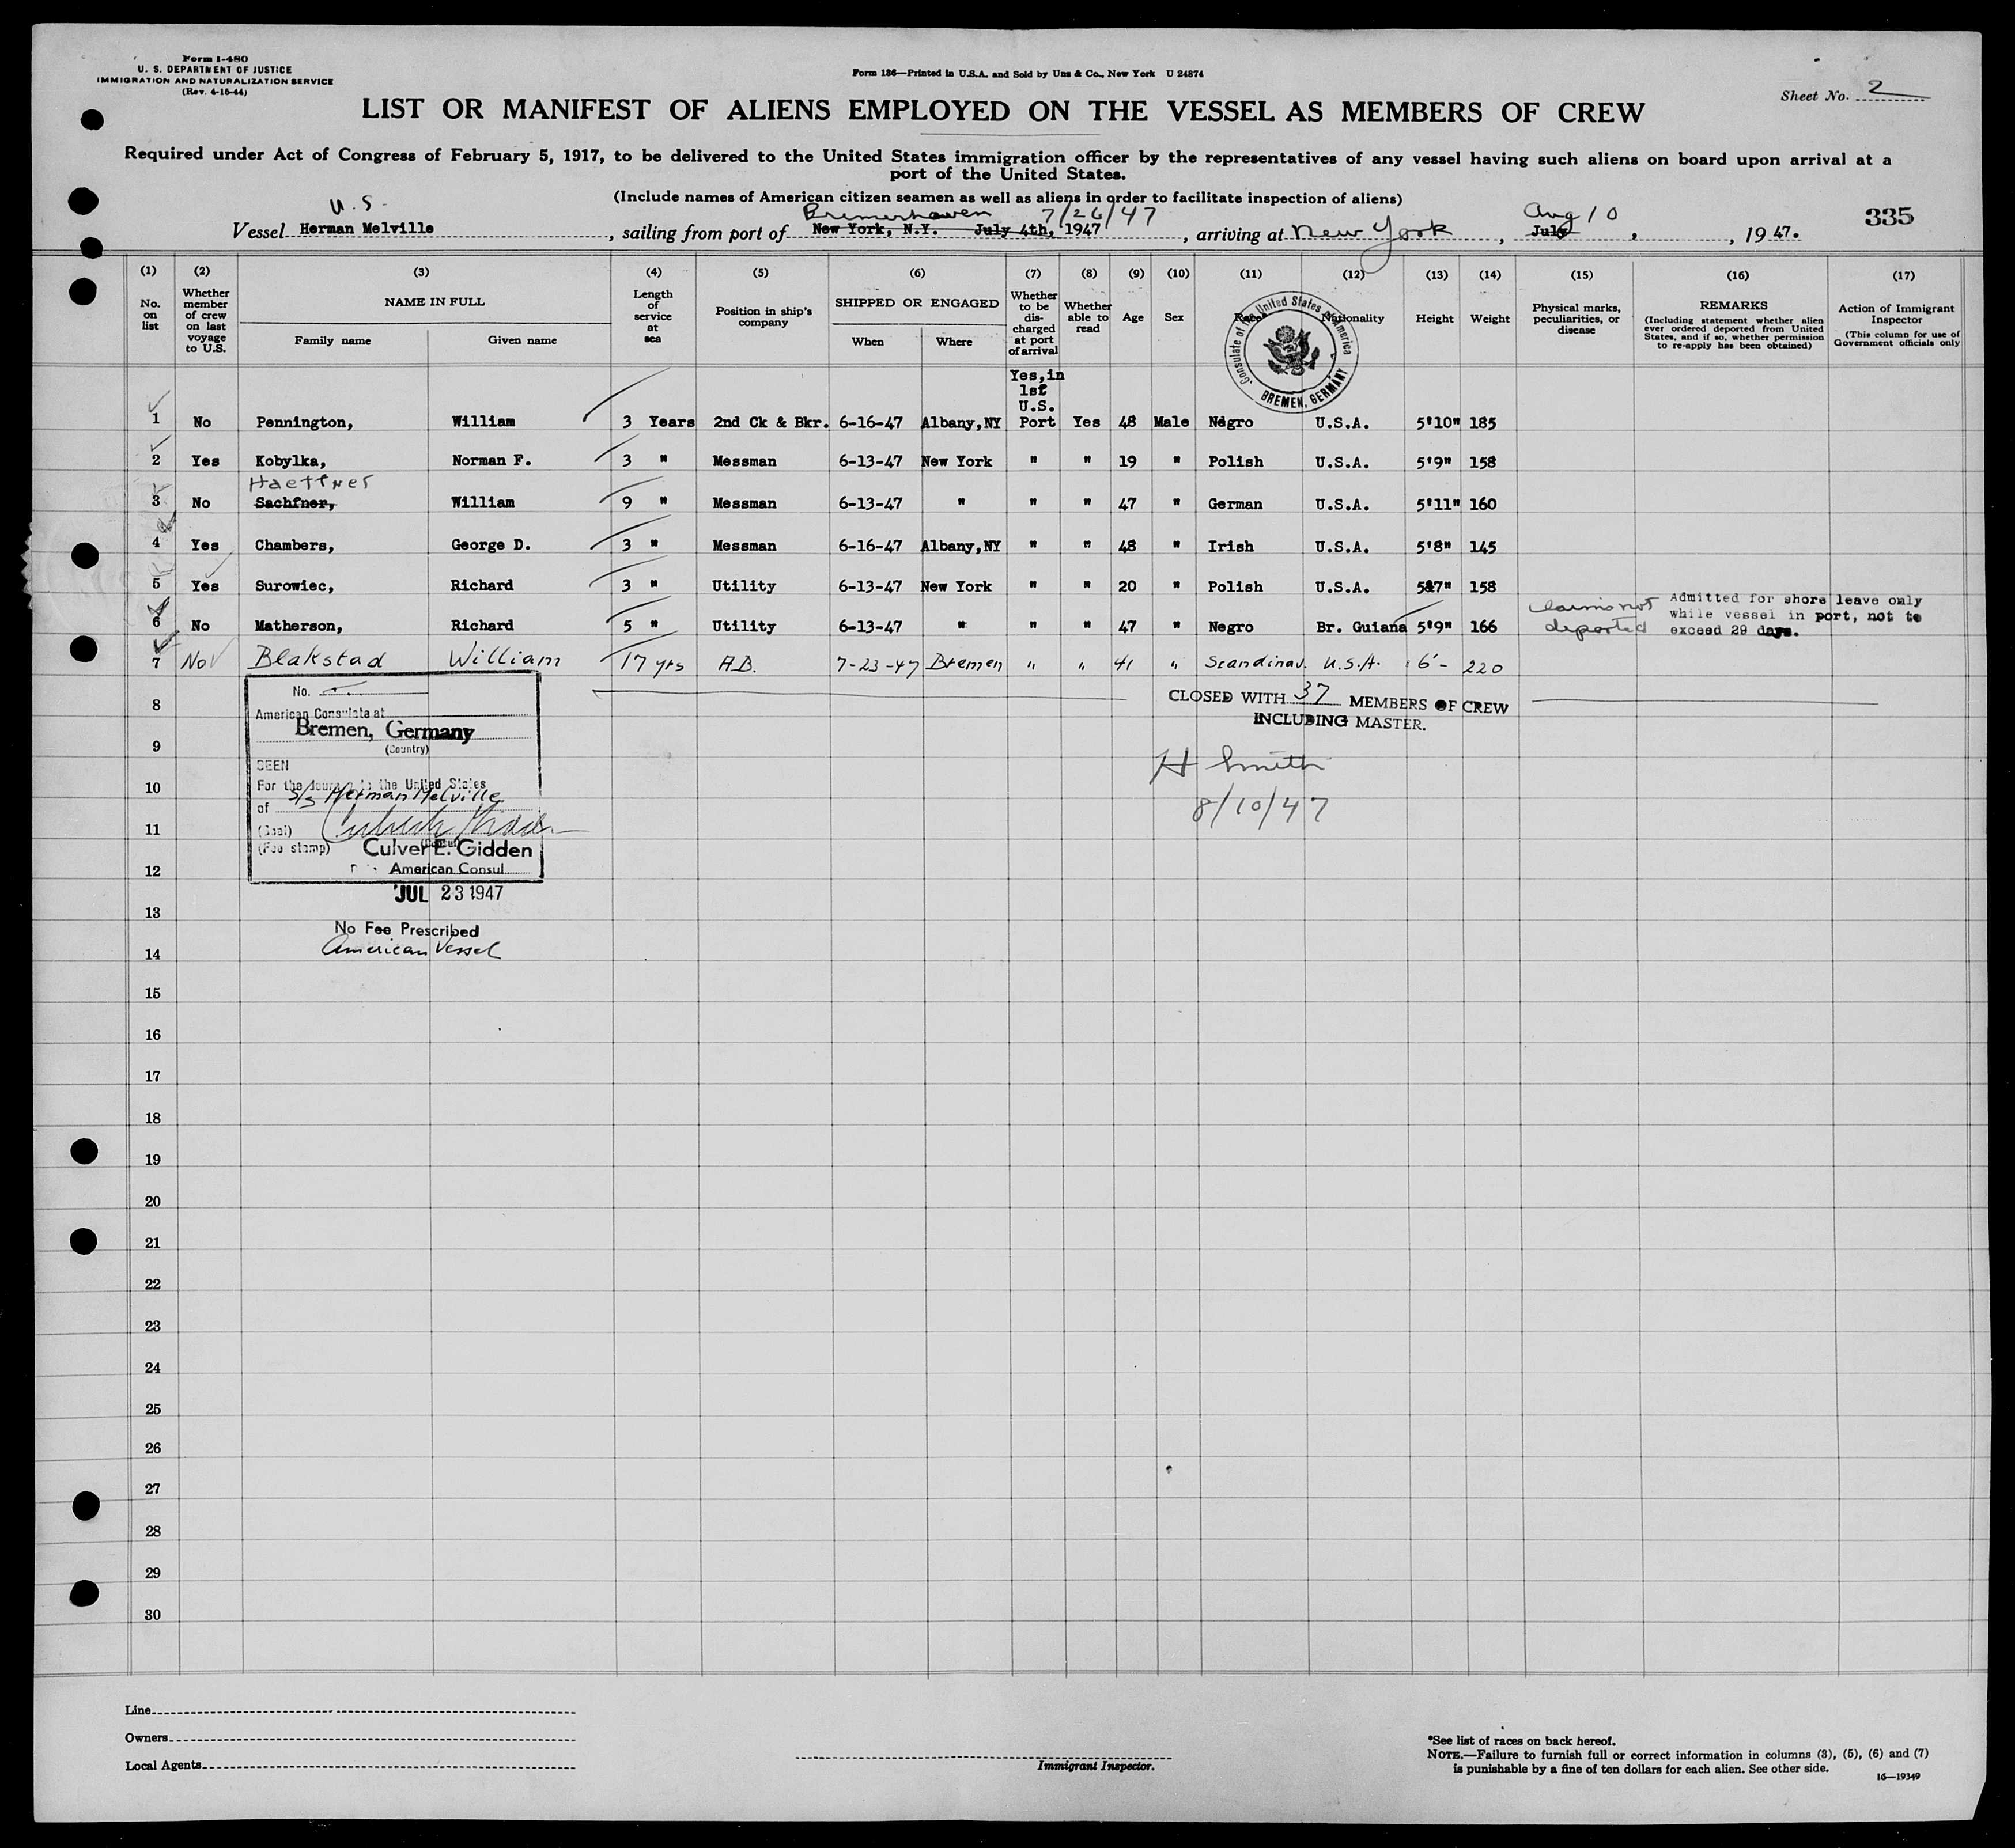 Form I-480
U. S. DEPARTMENT OF JUSTICE
IMMIGRATION AND NATURALIZATION SERVICE
(Rev. 4-15-44)
Form 186—Printed in U.S.A. and Sold by Unz & Co., New York U 24874
Sheet No. 2
LIST OR MANIFEST OF ALIENS EMPLOYED ON THE VESSEL AS MEMBERS OF CREW
Required under Act of Congress of February 5, 1917, to be delivered to the United States immigration officer by the representatives of any vessel having such aliens on board upon arrival at a
port of the United States.
(Include names of American citizen seamen as well as aliens in order to facilitate inspection of aliens)
U.S. Bremerhaven 7/26/47 Aug 10
Vessel Herman Melville, sailing from port of New York, N.Y. July 4th, 1947, arriving at New York, July, 1947.
335
(1) (2) (3) (4) (5) (6) (7) (8) (9) (10) (11) (12) (13) (14) (15) (16) (17)
No. on list
Whether member of crew on last voyage to U.S.
NAME IN FULL
Family name Given name
Length of service at sea
Position in ship's company
SHIPPED OR ENGAGED
When Where
Whether to be discharged at port of arrival
Whether able to read
Age
Sex
Race
Nationality
Height
Weight
Physical marks, peculiarities, or disease
REMARKS
(Including statement whether alien ever ordered deported from United States, and if so, whether permission to re-apply has been obtained)
Action of Immigrant Inspector
(This column for use of Government officials only
Consulate of the United States of America
BREMEN, GERMANY
Yes, in
1st
U.S.
1 No Pennington, William 3 Years 2nd Ck & Bkr. 6-16-47 Albany, NY Port Yes 48 Male Negro U.S.A. 5'10" 185
2 Yes Kobylka, Norman F. 3 " Messman 6-13-47 New York " " 19 " Polish U.S.A. 5'9" 158
Haeffner
3 No Sachfner, William 9 " Messman 6-13-47 " " " 47 " German U.S.A. 5'11" 160
4 Yes Chambers, George D. 3 " Messman 6-16-47 Albany, NY " " 48 " Irish U.S.A. 5'8" 145
5 Yes Surowiec, Richard 3 " Utility 6-13-47 New York " " 20 " Polish U.S.A. 5'7" 158
6 No Matherson, Richard 5 " Utility 6-13-47 " " " 47 " Negro Br. Guiana 5'9" 166 claims not deported
Admitted for shore leave only
while vessel in port, not to
exceed 29 days.
7 No Blakstad William 17 yrs A.B. 7-23-47 Bremen " " 41 " Scandinav. U.S.A. 6'- 220
8
CLOSED WITH 37 MEMBERS OF CREW
INCLUDING MASTER.
H Smith
8/10/47
No.
American Consulate at
Bremen, Germany
(Country)
SEEN
For the journey to the United States
of S/S Herman Melville
(Seal)
(Fee stamp)
Culver E. Gidden
American Consul
JUL 23 1947
No Fee Prescribed
American Vessel
9
10
11
12
13
14
15
16
17
18
19
20
21
22
23
24
25
26
27
28
29
30
Line
Owners
Local Agents
Immigrant Inspector.
*See list of races on back hereof.
NOTE.—Failure to furnish full or correct information in columns (3), (5), (6) and (7)
is punishable by a fine of ten dollars for each alien. See other side.
16—19349